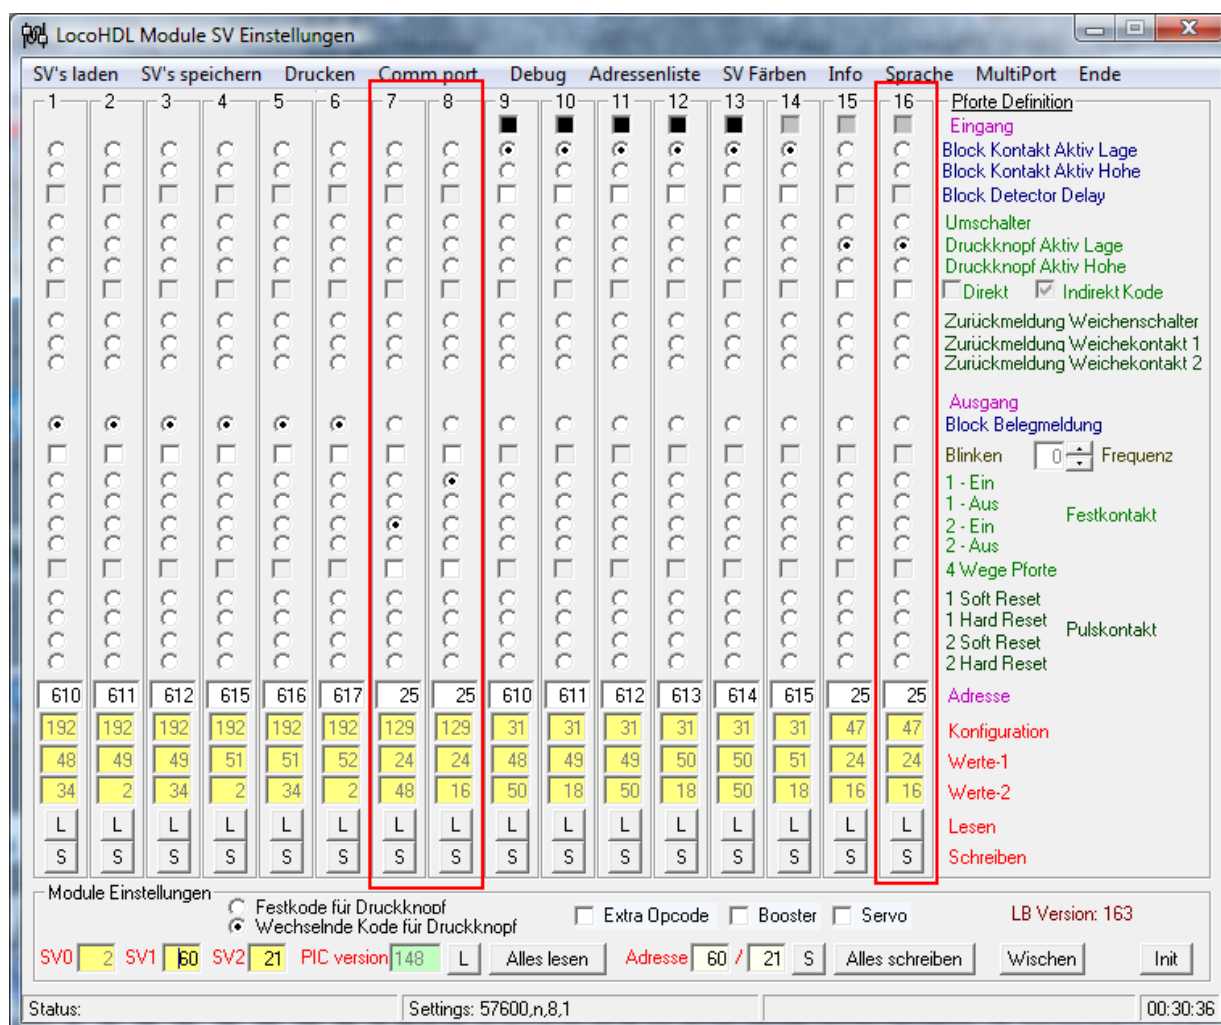 LocoHDL Module SV Einstellungen
SV's laden SV's speichern Drucken Comm port Debug Adressenliste SV Färben Info Sprache MultiPort Ende
1 2 3 4 5 6 7 8 9 10 11 12 13 14 15 16 Pforte Definition
Eingang
Block Kontakt Aktiv Lage
Block Kontakt Aktiv Hohe
Block Detector Delay
Umschalter
Druckknopf Aktiv Lage
Druckknopf Aktiv Hohe
Direkt Indirekt Kode
Zurückmeldung Weichenschalter
Zurückmeldung Weichekontakt 1
Zurückmeldung Weichekontakt 2
Ausgang
Block Belegmeldung
Blinken 0 Frequenz
1 - Ein
1 - Aus
Festkontakt
2 - Ein
2 - Aus
4 Wege Pforte
1 Soft Reset
1 Hard Reset
Pulskontakt
2 Soft Reset
2 Hard Reset
610 611 612 615 616 617 25 25 610 611 612 613 614 615 25 25 Adresse
192 192 192 192 192 192 129 129 31 31 31 31 31 31 47 47 Konfiguration
48 49 49 51 51 52 24 24 48 49 49 50 50 51 24 24 Werte-1
34 2 34 2 34 2 48 16 50 18 50 18 50 18 16 16 Werte-2
L L L L L L L L L L L L L L L L Lesen
S S S S S S S S S S S S S S S S Schreiben
Module Einstellungen
Festkode für Druckknopf
Wechselnde Kode für Druckknopf
Extra Opcode Booster Servo LB Version: 163
SV0 2 SV1 60 SV2 21 PIC version 148 L Alles lesen Adresse 60 / 21 S Alles schreiben Wischen Init
Status: Settings: 57600,n,8,1 00:30:36